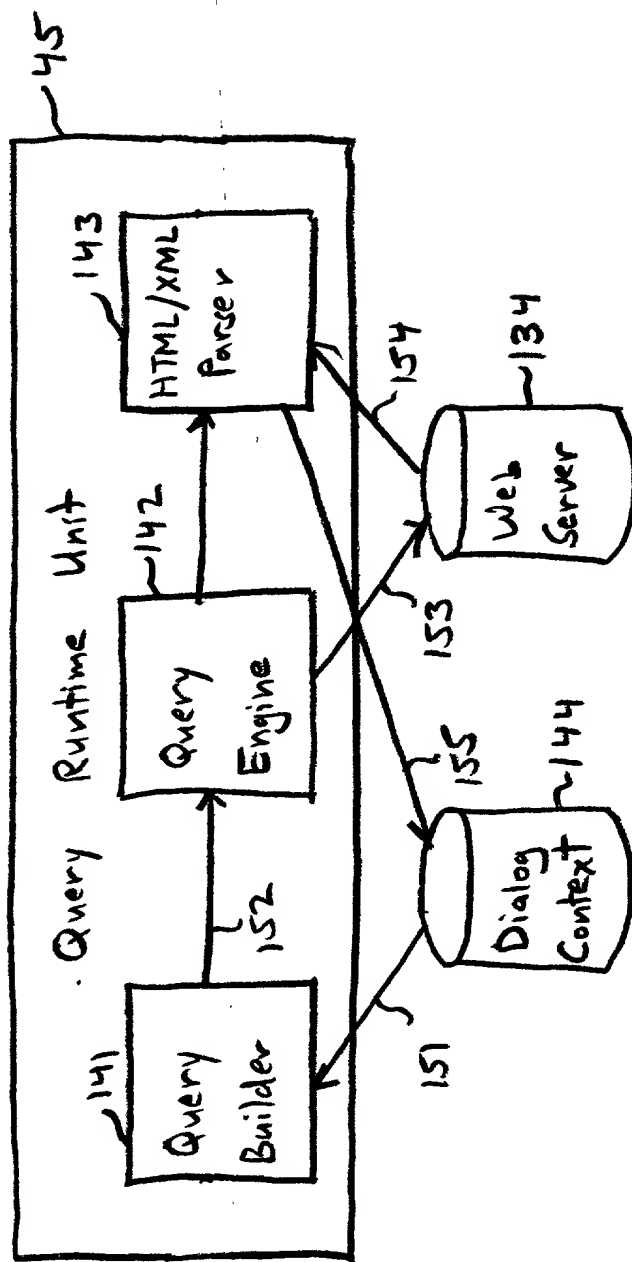 45
Query Runtime Unit
141
Query
Builder
152
142
Query
Engine
143
HTML/XML
Parser
151
155
153
154
144
Dialog
Context
134
Web
Server